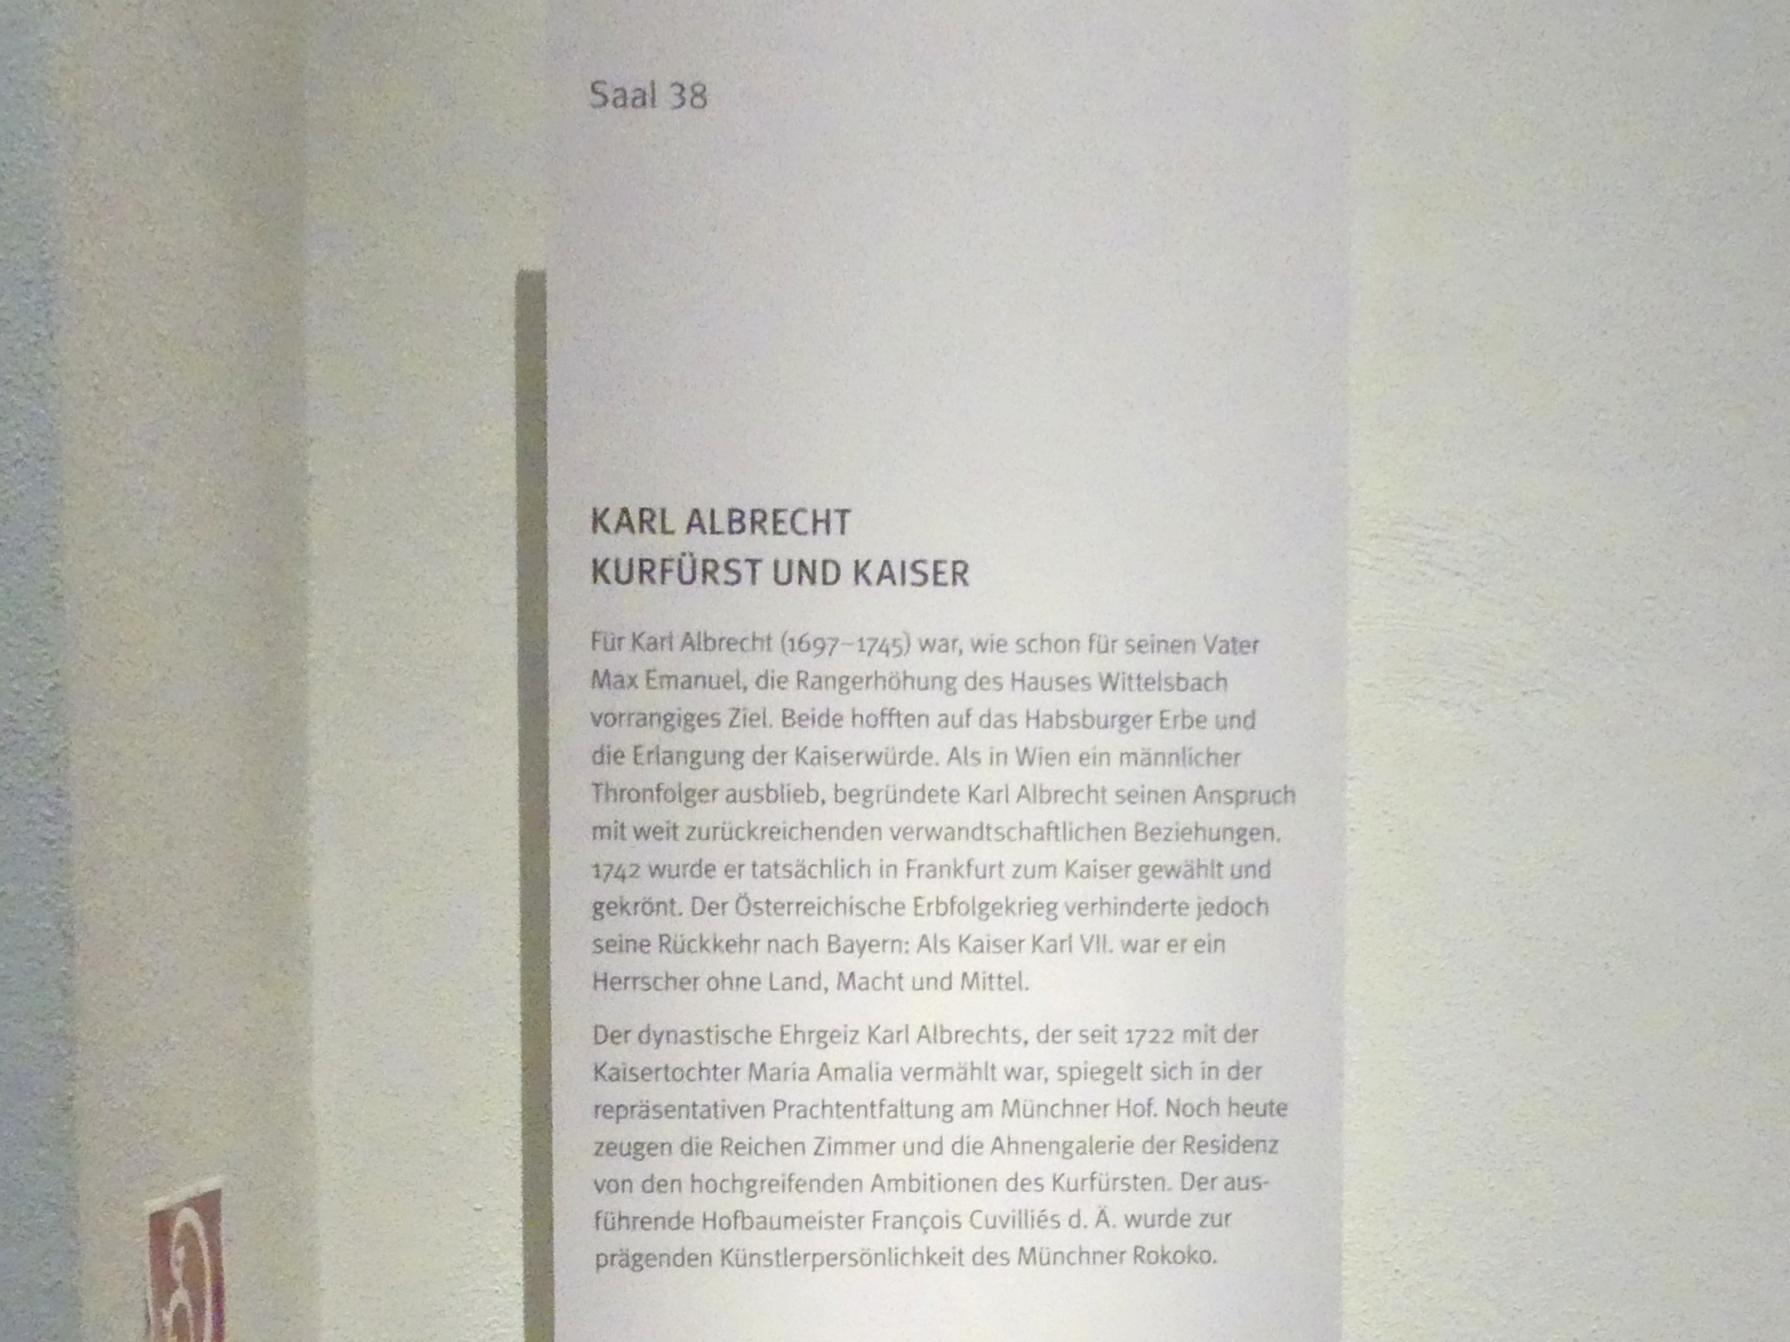 Saal 38
KARL ALBRECHT
KURFÜRST UND KAISER
Für Karl Albrecht (1697–1745) war, wie schon für seinen Vater
Max Emanuel, die Rangerhöhung des Hauses Wittelsbach
vorrangiges Ziel. Beide hofften auf das Habsburger Erbe und
die Erlangung der Kaiserwürde. Als in Wien ein männlicher
Thronfolger ausblieb, begründete Karl Albrecht seinen Anspruch
mit weit zurückreichenden verwandtschaftlichen Beziehungen.
1742 wurde er tatsächlich in Frankfurt zum Kaiser gewählt und
gekrönt. Der Österreichische Erbfolgekrieg verhinderte jedoch
seine Rückkehr nach Bayern: Als Kaiser Karl VII. war er ein
Herrscher ohne Land, Macht und Mittel.
Der dynastische Ehrgeiz Karl Albrechts, der seit 1722 mit der
Kaisertochter Maria Amalia vermählt war, spiegelt sich in der
repräsentativen Prachtentfaltung am Münchner Hof. Noch heute
zeugen die Reichen Zimmer und die Ahnengalerie der Residenz
von den hochgreifenden Ambitionen des Kurfürsten. Der aus-
führende Hofbaumeister François Cuvilliés d. Ä. wurde zur
prägenden Künstlerpersönlichkeit des Münchner Rokoko.